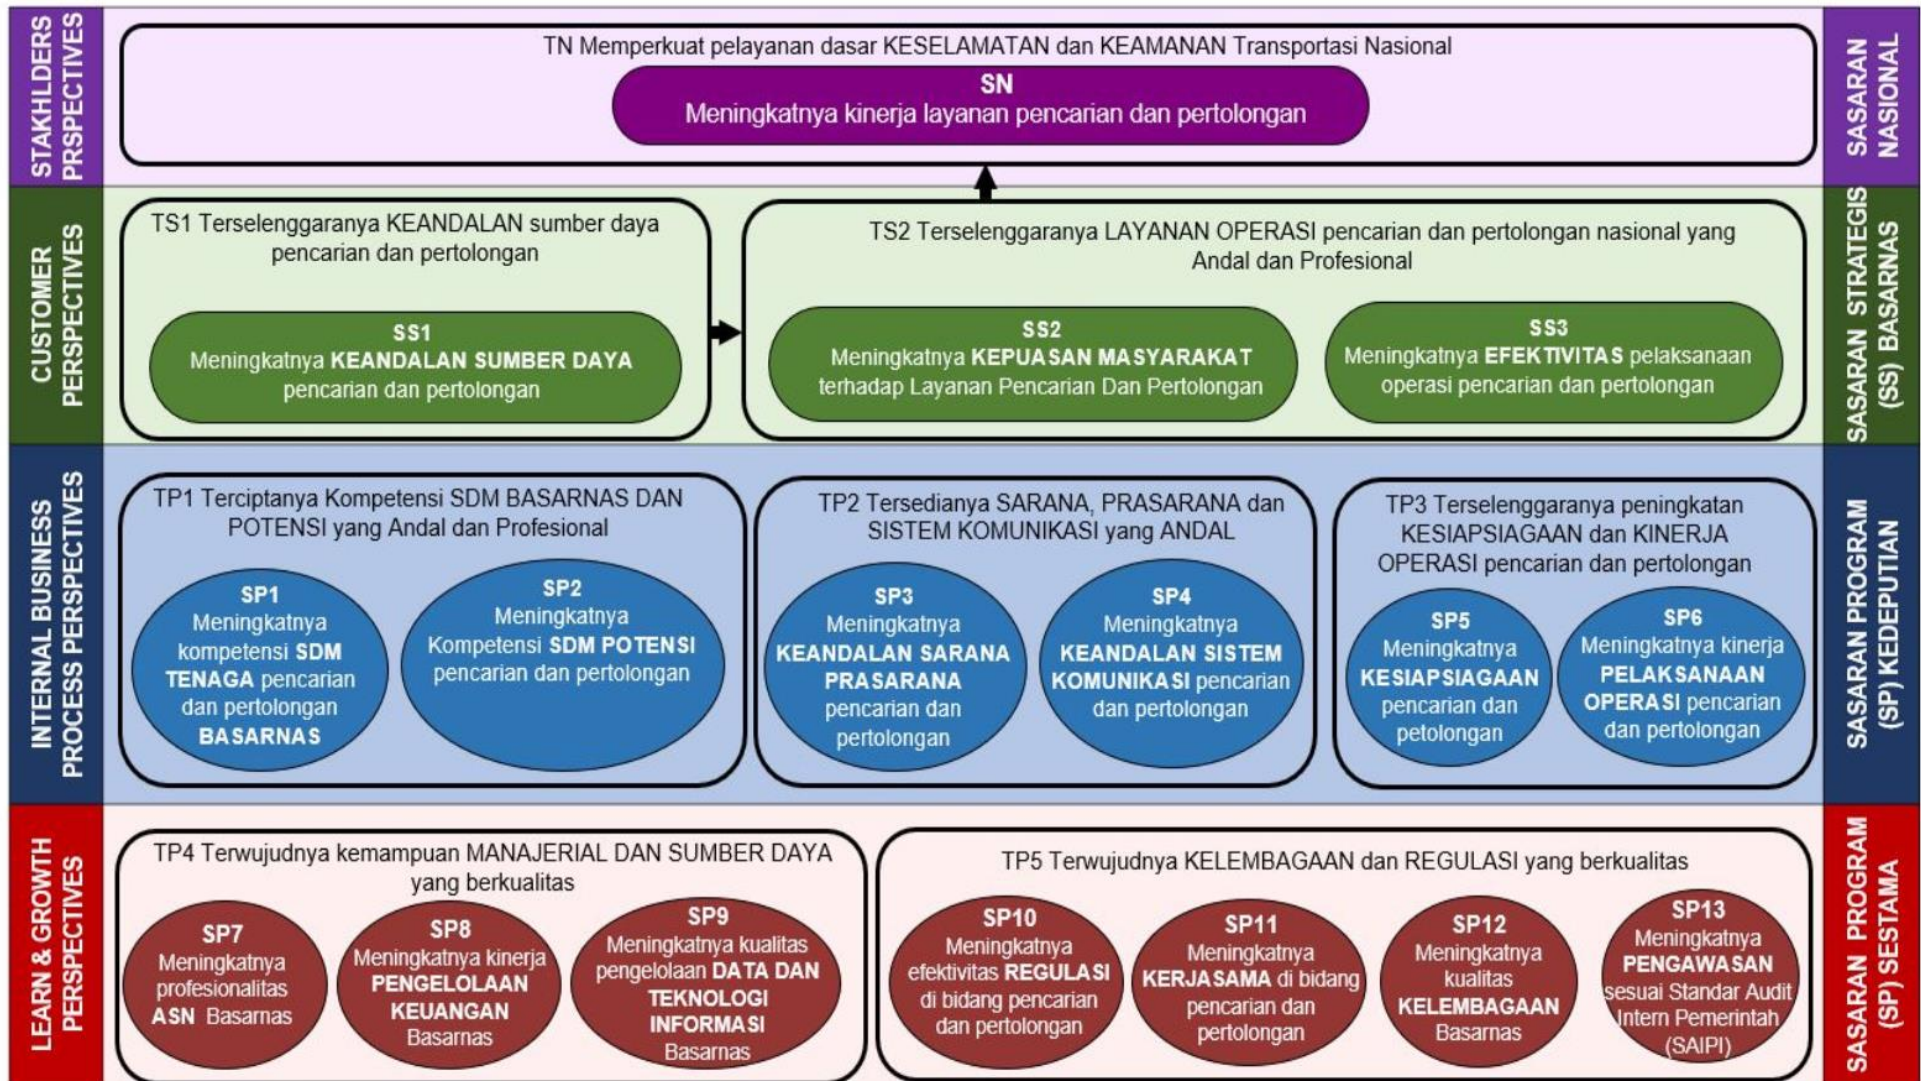 STAKHLDERS
PRSPECTIVES
TN Memperkuat pelayanan dasar KESELAMATAN dan KEAMANAN Transportasi Nasional
SN
Meningkatnya kinerja layanan pencarian dan pertolongan
SASARAN
NASIONAL
CUSTOMER
PERSPECTIVES
TS1 Terselenggaranya KEANDALAN sumber daya
pencarian dan pertolongan
SS1
Meningkatnya KEANDALAN SUMBER DAYA
pencarian dan pertolongan
TS2 Terselenggaranya LAYANAN OPERASI pencarian dan pertolongan nasional yang
Andal dan Profesional
SS2
Meningkatnya KEPUASAN MASYARAKAT
terhadap Layanan Pencarian Dan Pertolongan
SS3
Meningkatnya EFEKTIVITAS pelaksanaan
operasi pencarian dan pertolongan
SASARAN STRATEGIS
(SS) BASARNAS
INTERNAL BUSINESS
PROCESS PERSPECTIVES
TP1 Terciptanya Kompetensi SDM BASARNAS DAN
POTENSI yang Andal dan Profesional
SP1
Meningkatnya
kompetensi SDM
TENAGA pencarian
dan pertolongan
BASARNAS
SP2
Meningkatnya
Kompetensi SDM POTENSI
pencarian dan pertolongan
TP2 Tersedianya SARANA, PRASARANA dan
SISTEM KOMUNIKASI yang ANDAL
SP3
Meningkatnya
KEANDALAN SARANA
PRASARANA
pencarian dan
pertolongan
SP4
Meningkatnya
KEANDALAN SISTEM
KOMUNIKASI pencarian
dan pertolongan
TP3 Terselenggaranya peningkatan
KESIAPSIAGAAN dan KINERJA
OPERASI pencarian dan pertolongan
SP5
Meningkatnya
KESIAPSIAGAAN
pencarian dan
petolongan
SP6
Meningkatnya kinerja
PELAKSANAAN
OPERASI pencarian
dan pertolongan
SASARAN PROGRAM
(SP) KEDEPUTIAN
LEARN & GROWTH
PERSPECTIVES
TP4 Terwujudnya kemampuan MANAJERIAL DAN SUMBER DAYA
yang berkualitas
SP7
Meningkatnya
profesionalitas
ASN Basarnas
SP8
Meningkatnya kinerja
PENGELOLAAN
KEUANGAN
Basarnas
SP9
Meningkatnya kualitas
pengelolaan DATA DAN
TEKNOLOGI
INFORMASI
Basarnas
TP5 Terwujudnya KELEMBAGAAN dan REGULASI yang berkualitas
SP10
Meningkatnya
efektivitas REGULASI
di bidang pencarian
dan pertolongan
SP11
Meningkatnya
KERJASAMA di bidang
pencarian dan
pertolongan
SP12
Meningkatnya
kualitas
KELEMBAGAAN
Basarnas
SP13
Meningkatnya
PENGAWASAN
sesuai Standar Audit
Intern Pemerintah
(SAIPI)
SASARAN PROGRAM
(SP) SESTAMA